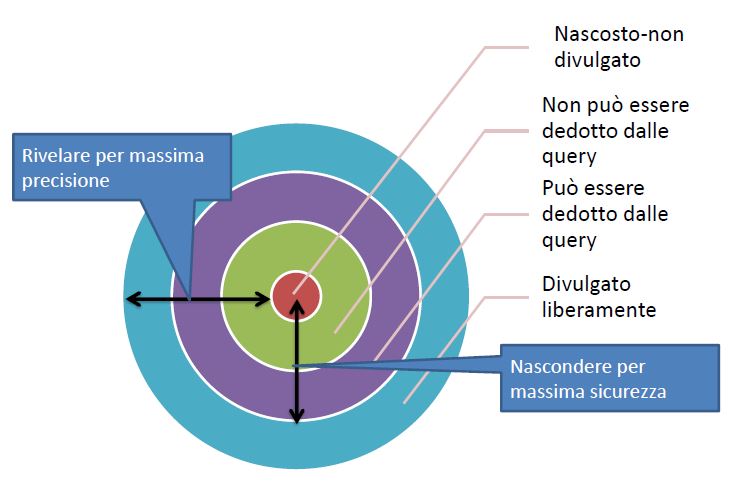 Nascosto-non
divulgato
Non può essere
dedotto dalle
query
Può essere
dedotto dalle
query
Divulgato
liberamente
Rivelare per massima
precisione
Nascondere per
massima sicurezza